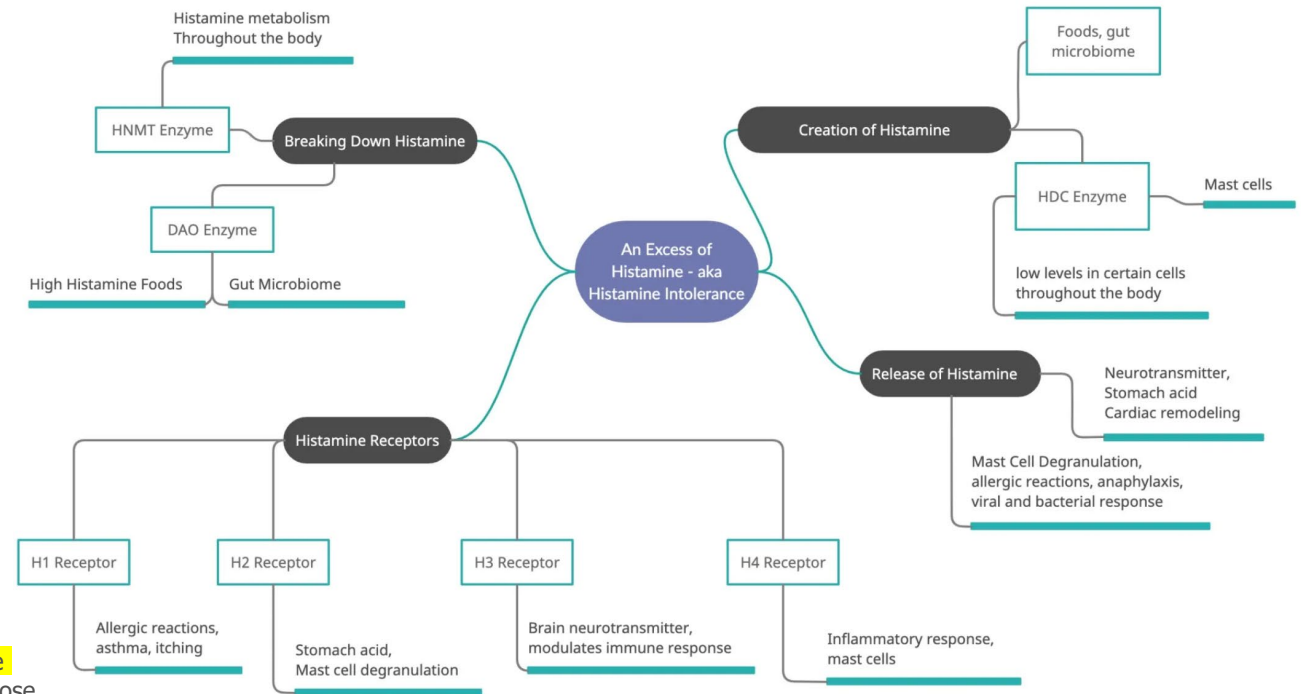 Histamine metabolism
Throughout the body
HNMT Enzyme
Breaking Down Histamine
DAO Enzyme
High Histamine Foods
Gut Microbiome
An Excess of
Histamine - aka
Histamine Intolerance
Foods, gut
microbiome
Creation of Histamine
HDC Enzyme
Mast cells
low levels in certain cells
throughout the body
Release of Histamine
Neurotransmitter,
Stomach acid
Cardiac remodeling
Mast Cell Degranulation,
allergic reactions, anaphylaxis,
viral and bacterial response
Histamine Receptors
H1 Receptor
H2 Receptor
H3 Receptor
H4 Receptor
Allergic reactions,
asthma, itching
Stomach acid,
Mast cell degranulation
Brain neurotransmitter,
modulates immune response
Inflammatory response,
mast cells